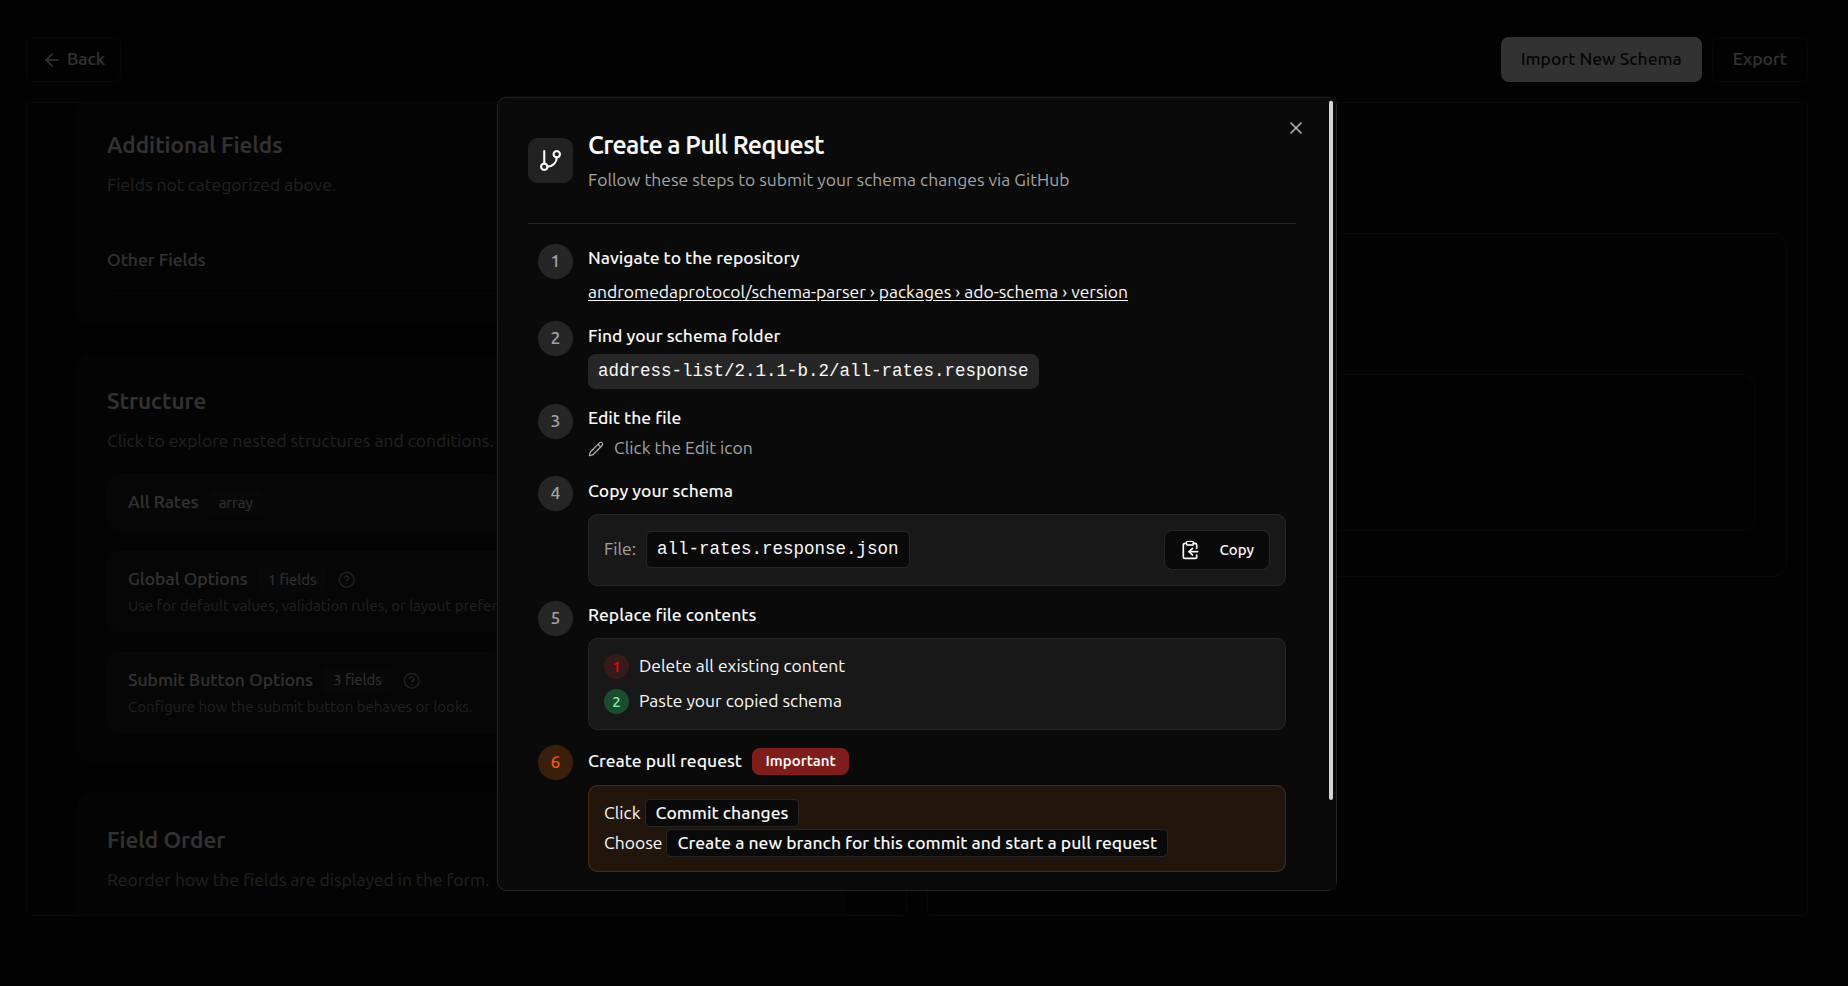 Back
Import New Schema
Export
Additional Fields
Fields not categorized above.
Other Fields
Structure
Click to explore nested structures and conditions.
All Rates array
Global Options 1 fields
Use for default values, validation rules, or layout prefer
Submit Button Options 3 fields
Configure how the submit button behaves or looks.
Field Order
Reorder how the fields are displayed in the form.
Create a Pull Request
Follow these steps to submit your schema changes via GitHub
1 Navigate to the repository
andromedaprotocol/schema-parser › packages › ado-schema › version
2 Find your schema folder
address-list/2.1.1-b.2/all-rates.response
3 Edit the file
Click the Edit icon
4 Copy your schema
File: all-rates.response.json Copy
5 Replace file contents
1 Delete all existing content
2 Paste your copied schema
6 Create pull request Important
Click Commit changes
Choose Create a new branch for this commit and start a pull request